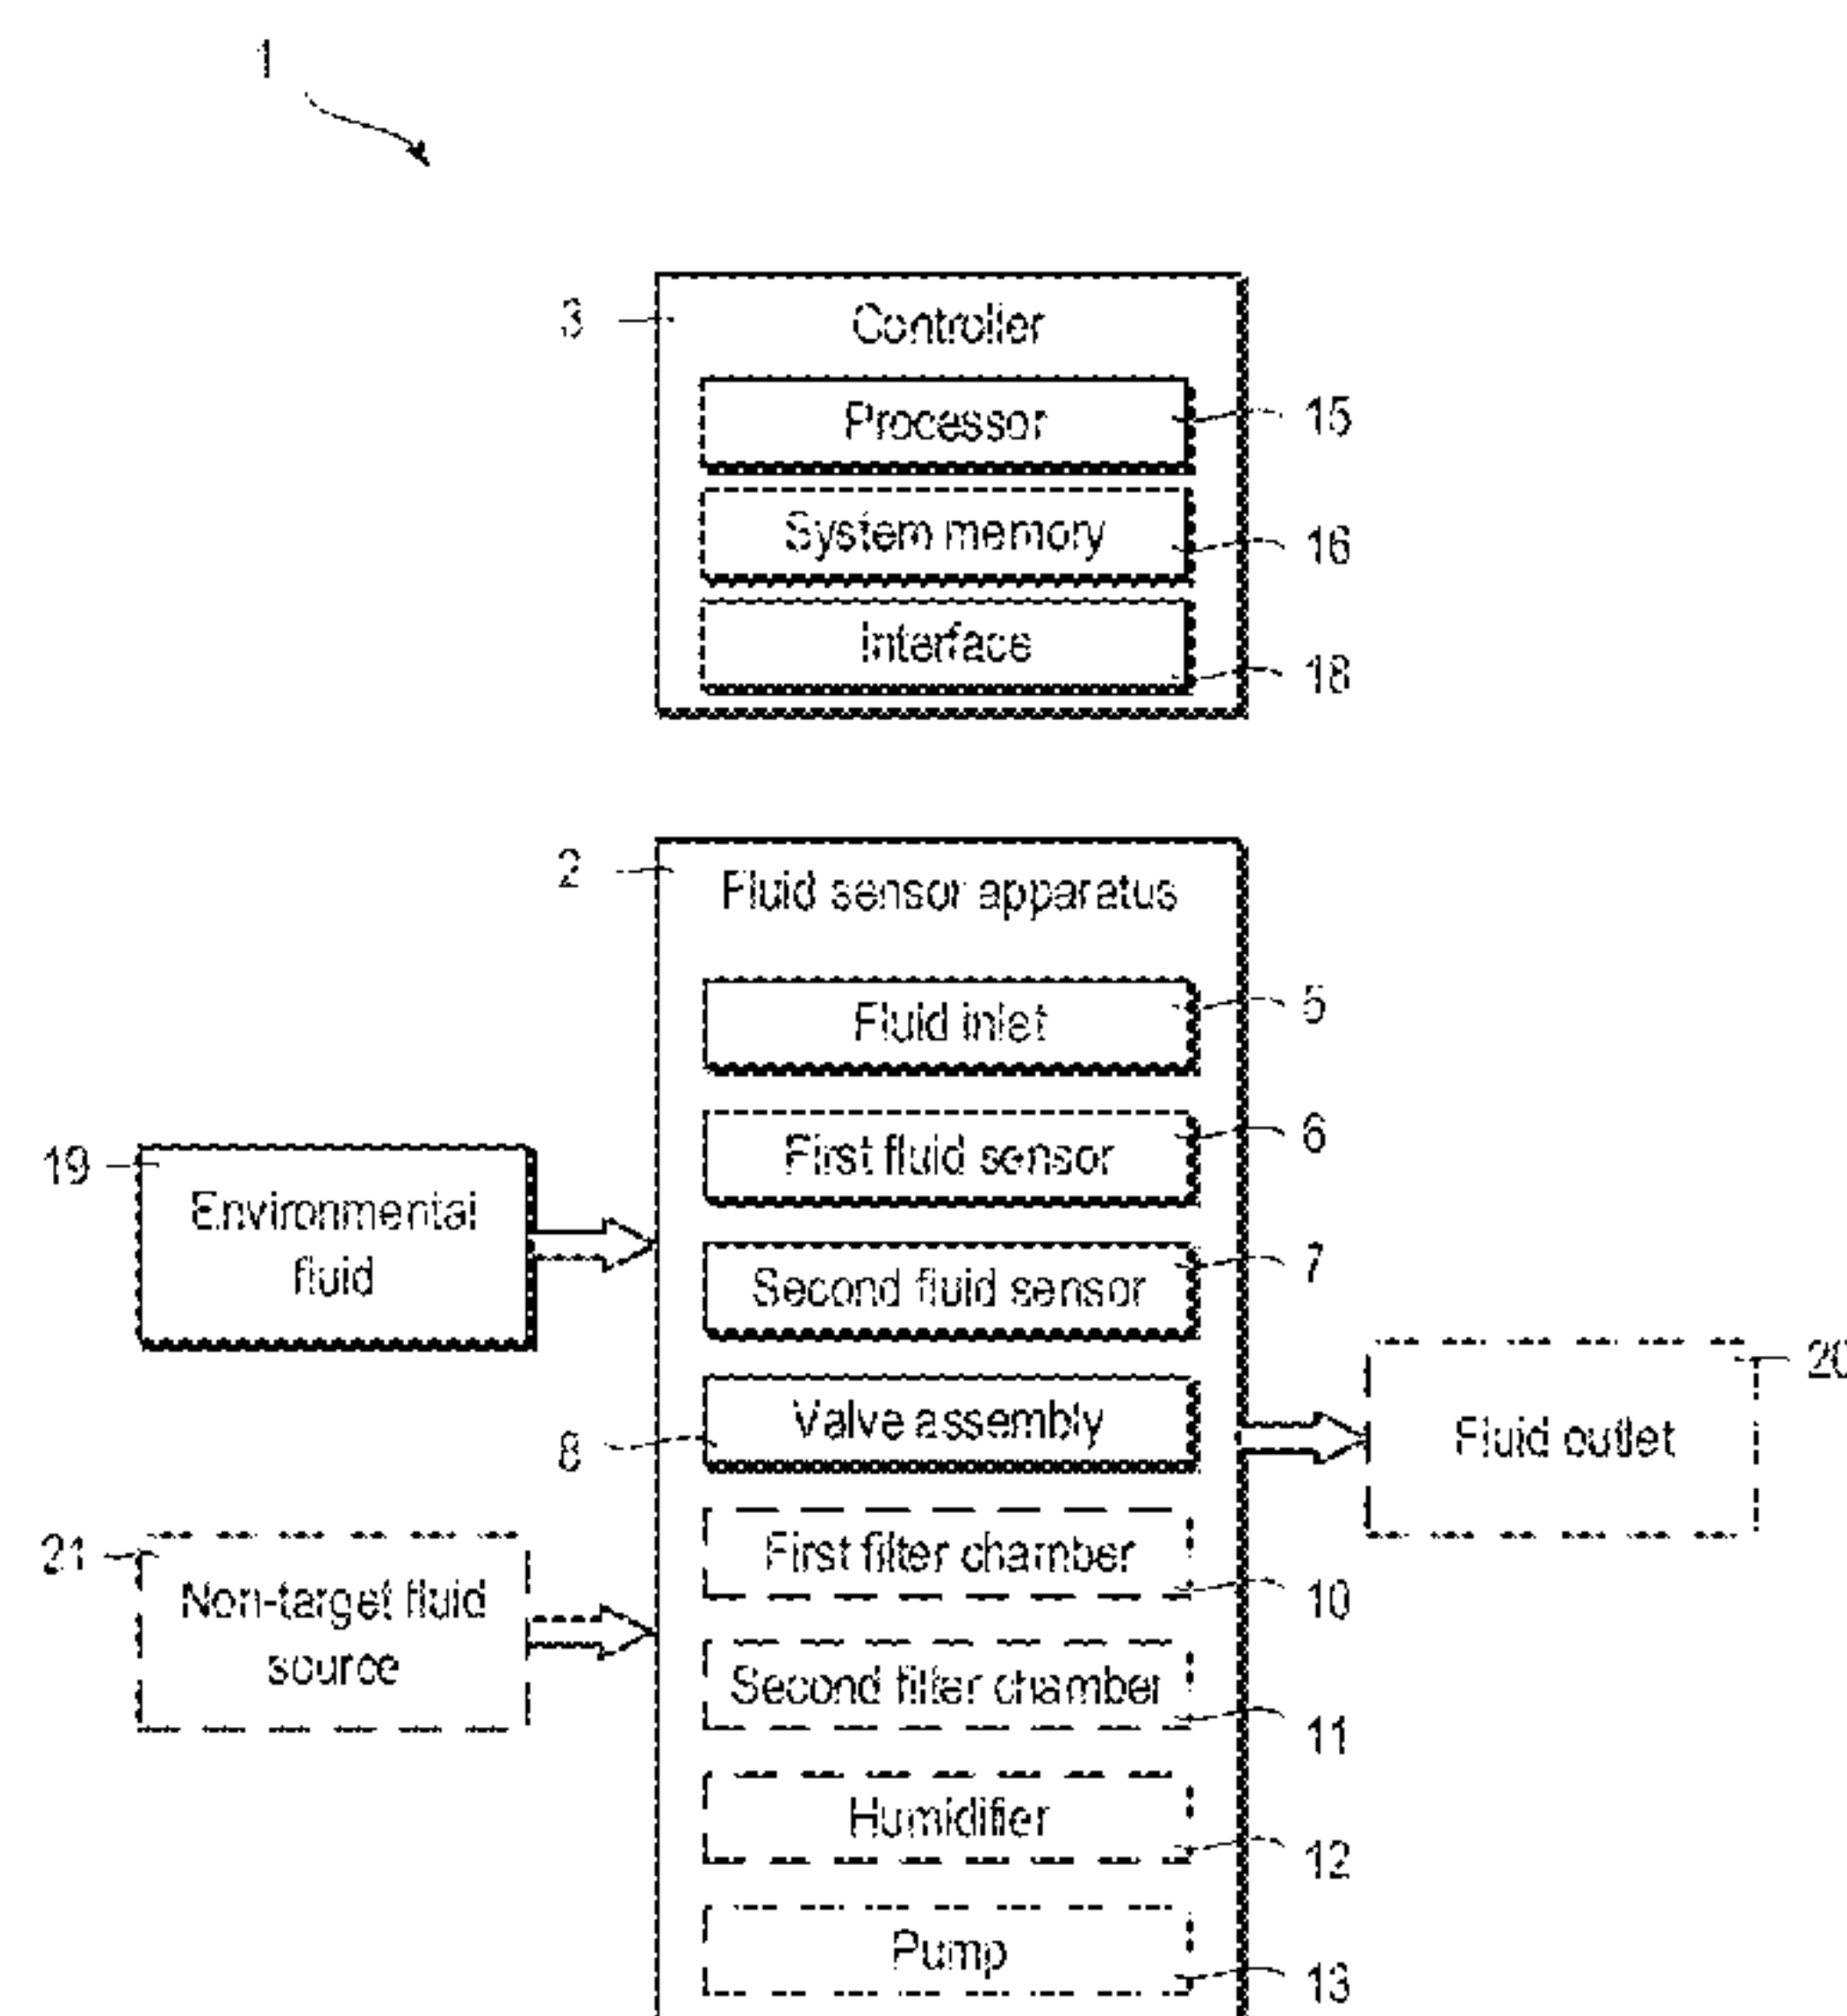 1
3
Controller
Processor
15
System memory
16
Interface
18
2
Fluid sensor apparatus
Fluid inlet
5
First fluid sensor
6
19
Environmental
fluid
Second fluid sensor
7
Valve assembly
8
20
Fluid outlet
21
Non-target fluid
source
First filter chamber
10
Second filter chamber
11
Humidifier
12
Pump
13